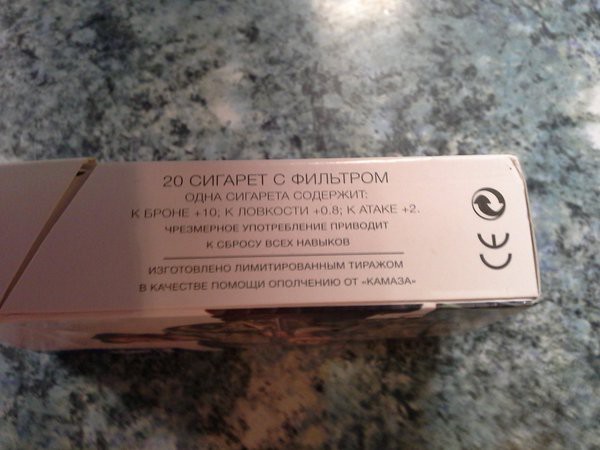 20 СИГАРЕТ С ФИЛЬТРОМ
ОДНА СИГАРЕТА СОДЕРЖИТ:
К БРОНЕ +10; К ЛОВКОСТИ +0.8; К АТАКЕ +2.
ЧРЕЗМЕРНОЕ УПОТРЕБЛЕНИЕ ПРИВОДИТ
К СБРОСУ ВСЕХ НАВЫКОВ
ИЗГОТОВЛЕНО ЛИМИТИРОВАННЫМ ТИРАЖОМ
В КАЧЕСТВЕ ПОМОЩИ ОПОЛЧЕНИЮ ОТ «КАМАЗА»
CE